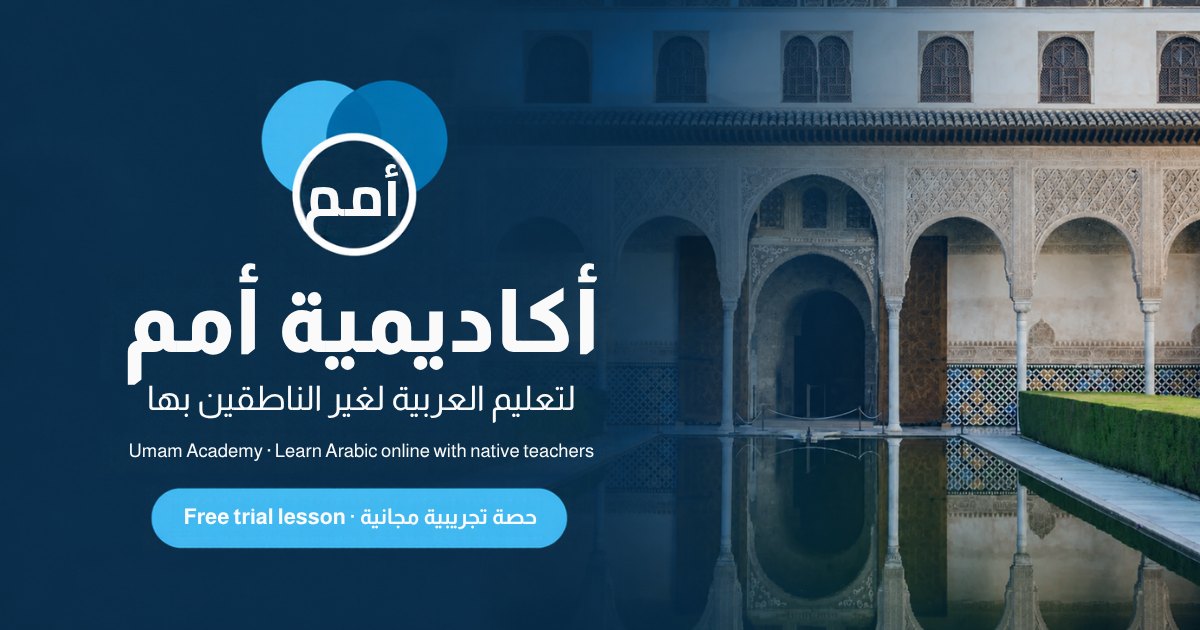 أمم
أكاديمية أمم
لتعليم العربية لغير الناطقين بها
Umam Academy · Learn Arabic online with native teachers
Free trial lesson · حصة تجريبية مجانية